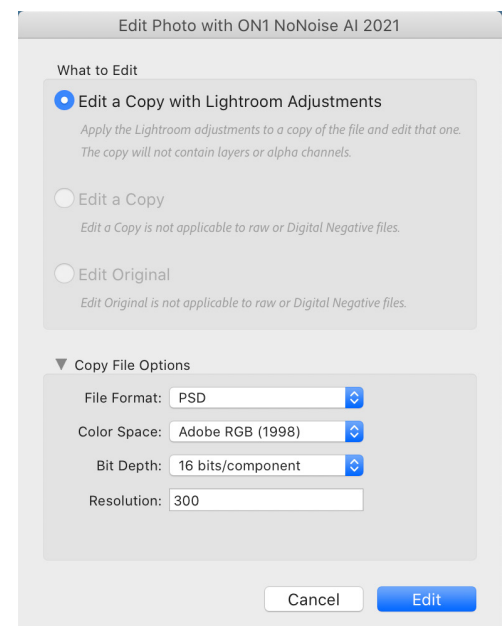 Edit Photo with ON1 NoNoise AI 2021
What to Edit
Edit a Copy with Lightroom Adjustments
Apply the Lightroom adjustments to a copy of the file and edit that one.
The copy will not contain layers or alpha channels.
Edit a Copy
Edit a Copy is not applicable to raw or Digital Negative files.
Edit Original
Edit Original is not applicable to raw or Digital Negative files.
Copy File Options
File Format: PSD
Color Space: Adobe RGB (1998)
Bit Depth: 16 bits/component
Resolution: 300
Cancel Edit